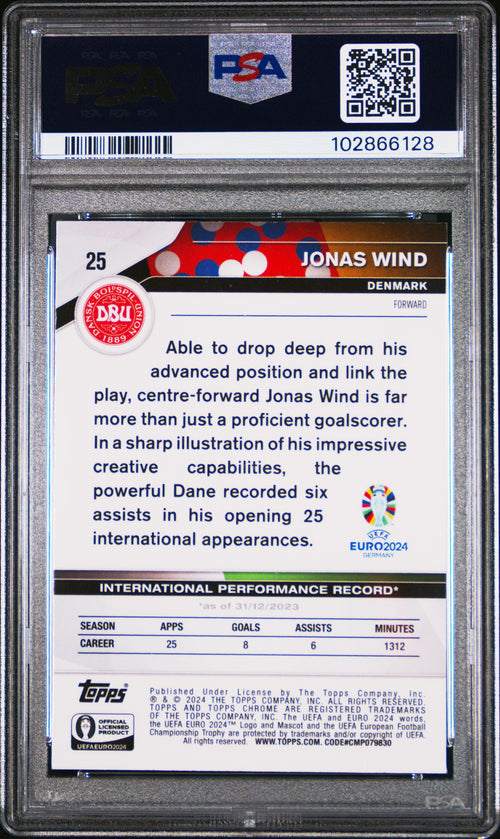 PSA PSA
PSA
PSA PSA PSA
PSA
102866128
25
JONAS WIND
DENMARK
FORWARD
DANSK BOLDSPIL-UNION
DBU
1889
Able to drop deep from his
advanced position and link the
play, centre-forward Jonas Wind is far
more than just a proficient goalscorer.
In a sharp illustration of his impressive
creative capabilities, the
powerful Dane recorded six
assists in his opening 25
international appearances.
UEFA
EURO2024
GERMANY
INTERNATIONAL PERFORMANCE RECORD*
*as of 31/12/2023
SEASON APPS GOALS ASSISTS MINUTES
CAREER 25 8 6 1312
Topps
OFFICIAL
LICENSED
PRODUCT
UEFAEURO2024
Published Under License by The Topps Company, Inc.
® & © 2024 THE TOPPS COMPANY, INC. ALL RIGHTS RESERVED.
TOPPS AND TOPPS CHROME ARE REGISTERED TRADEMARKS
OF THE TOPPS COMPANY, INC. The UEFA and EURO 2024 words,
the UEFA EURO 2024™ Logo and Mascot and the UEFA European Football
Championship Trophy are protected by trademarks and/or copyright of UEFA.
All rights reserved. WWW.TOPPS.COM. CODE#CMP079830
PSA